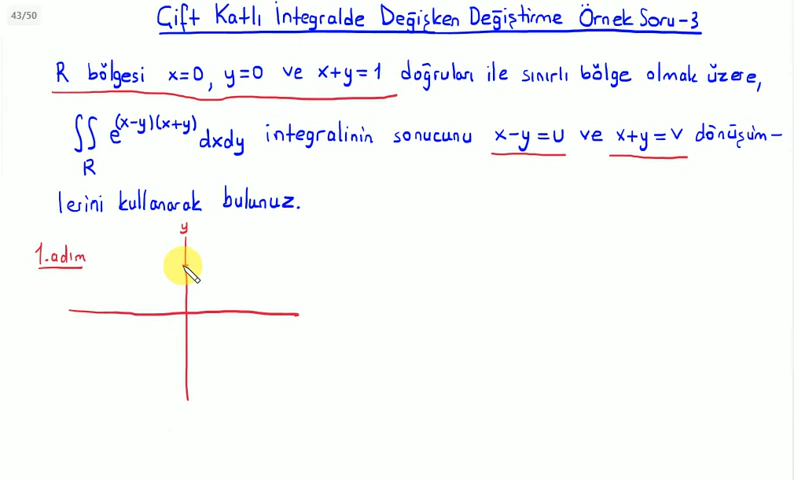 43/50
Çift Katlı İntegralde Değişken Değiştirme Örnek Soru-3
R bölgesi x=0, y=0 ve x+y=1 doğruları ile sınırlı bölge olmak üzere,
∬_R e^{(x-y)(x+y)} dxdy integralinin sonucunu x-y=u ve x+y=v dönüşüm-
lerini kullanarak bulunuz.
y
1.adım